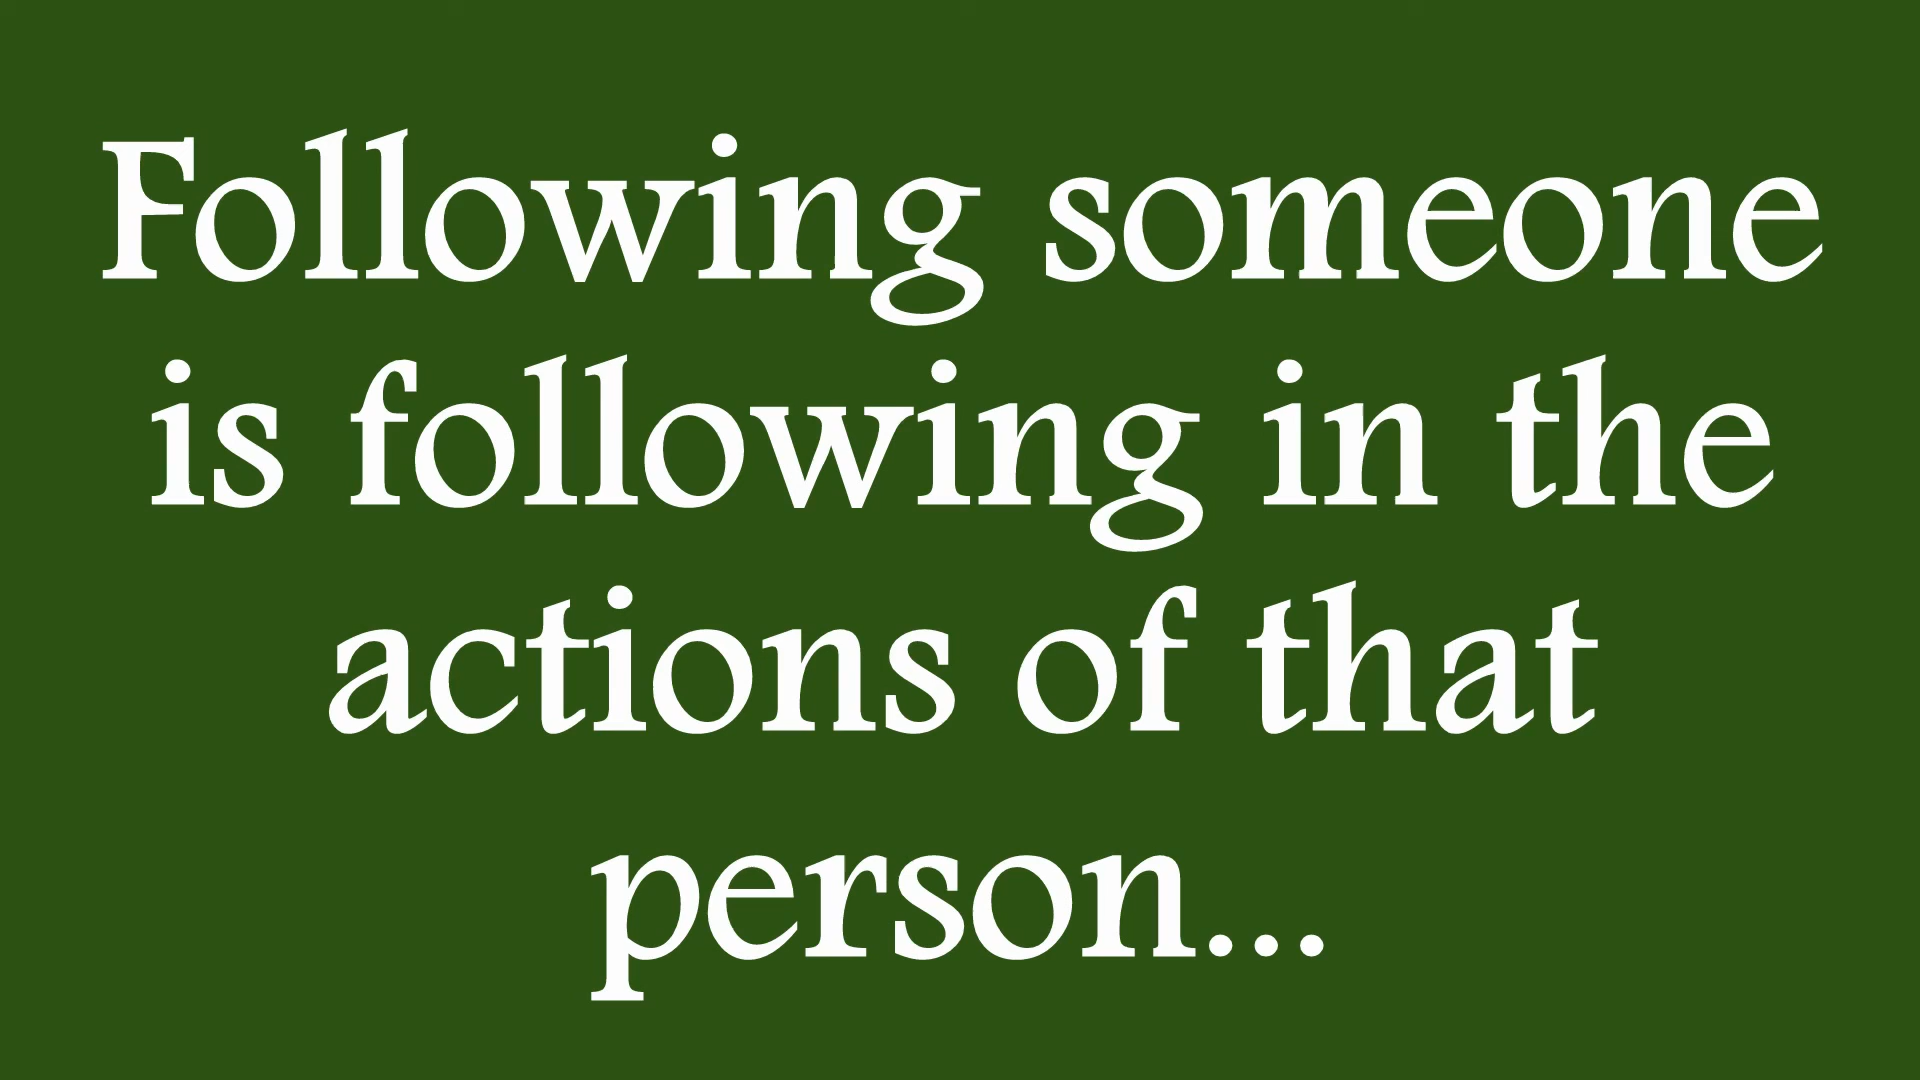 Following someone
is following in the
actions of that
person...